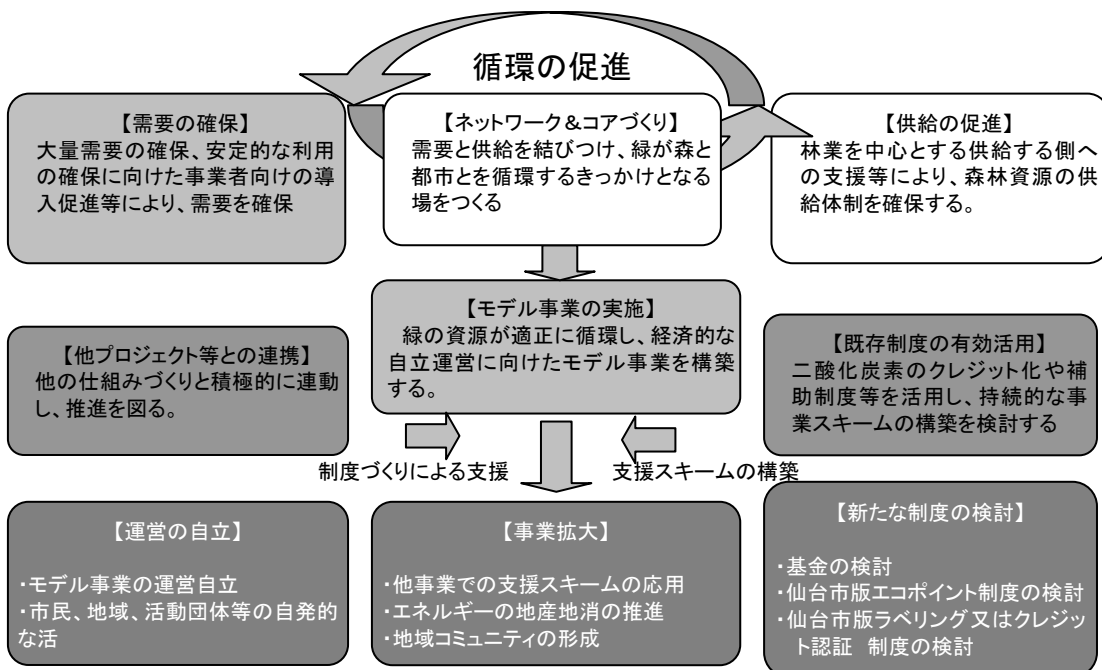 循環の促進
【需要の確保】
大量需要の確保、安定的な利用
の確保に向けた事業者向けの導
入促進等により、需要を確保
【ネットワーク&コアづくり】
需要と供給を結びつけ、緑が森と
都市とを循環するきっかけとなる
場をつくる
【供給の促進】
林業を中心とする供給する側へ
の支援等により、森林資源の供
給体制を確保する。
【モデル事業の実施】
緑の資源が適正に循環し、経済的な
自立運営に向けたモデル事業を構築
する。
【他プロジェクト等との連携】
他の仕組みづくりと積極的に連動
し、推進を図る。
【既存制度の有効活用】
二酸化炭素のクレジット化や補
助制度等を活用し、持続的な事
業スキームの構築を検討する
制度づくりによる支援
支援スキームの構築
【運営の自立】
・モデル事業の運営自立
・市民、地域、活動団体等の自発的
な活
【事業拡大】
・他事業での支援スキームの応用
・エネルギーの地産地消の推進
・地域コミュニティの形成
【新たな制度の検討】
・基金の検討
・仙台市版エコポイント制度の検討
・仙台市版ラベリング又はクレジッ
ト認証 制度の検討